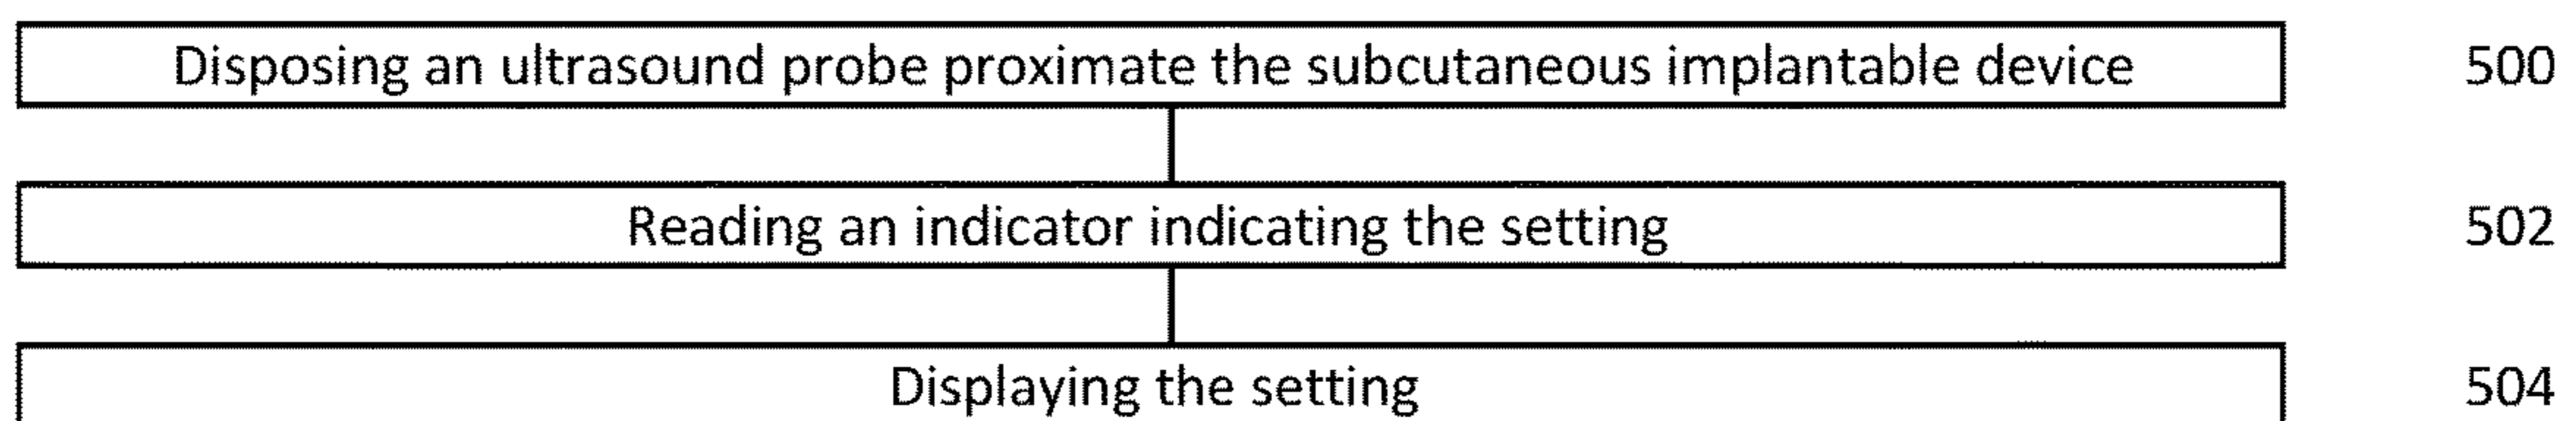 Disposing an ultrasound probe proximate the subcutaneous implantable device 500
Reading an indicator indicating the setting 502
Displaying the setting 504